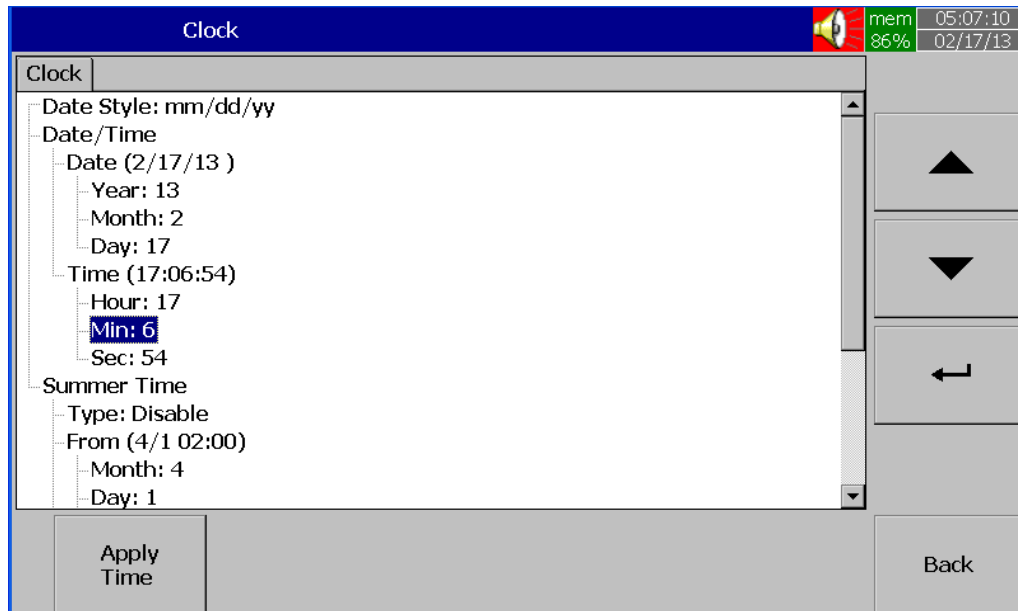 Clock
mem 05:07:10
86% 02/17/13
Clock
Date Style: mm/dd/yy
Date/Time
Date (2/17/13 )
Year: 13
Month: 2
Day: 17
Time (17:06:54)
Hour: 17
Min: 6
Sec: 54
Summer Time
Type: Disable
From (4/1 02:00)
Month: 4
Day: 1
Apply
Time
Back